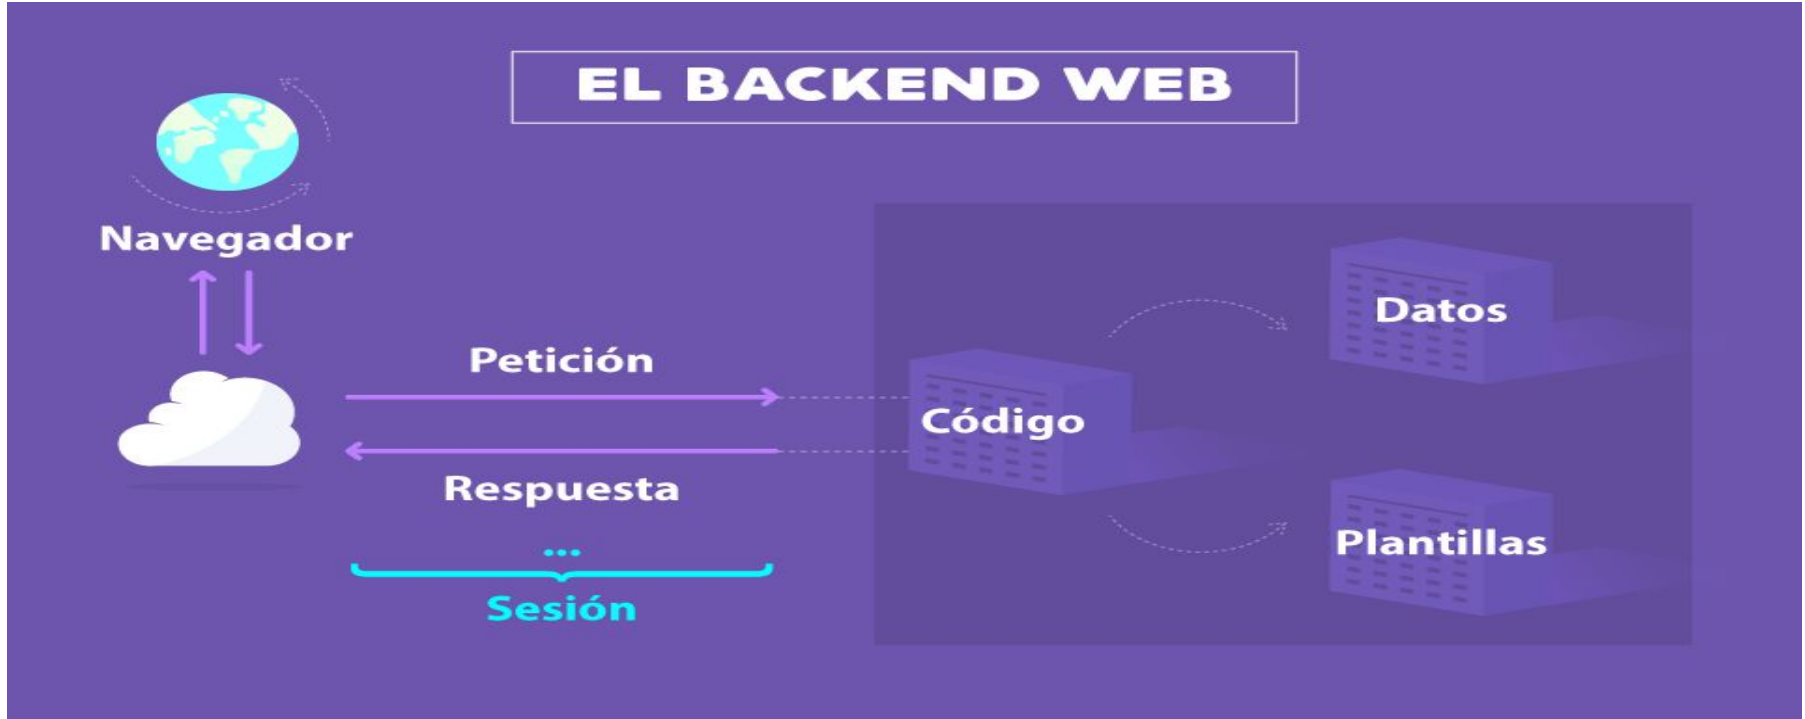 EL BACKEND WEB
Navegador
Petición
Respuesta
...
Sesión
Código
Datos
Plantillas